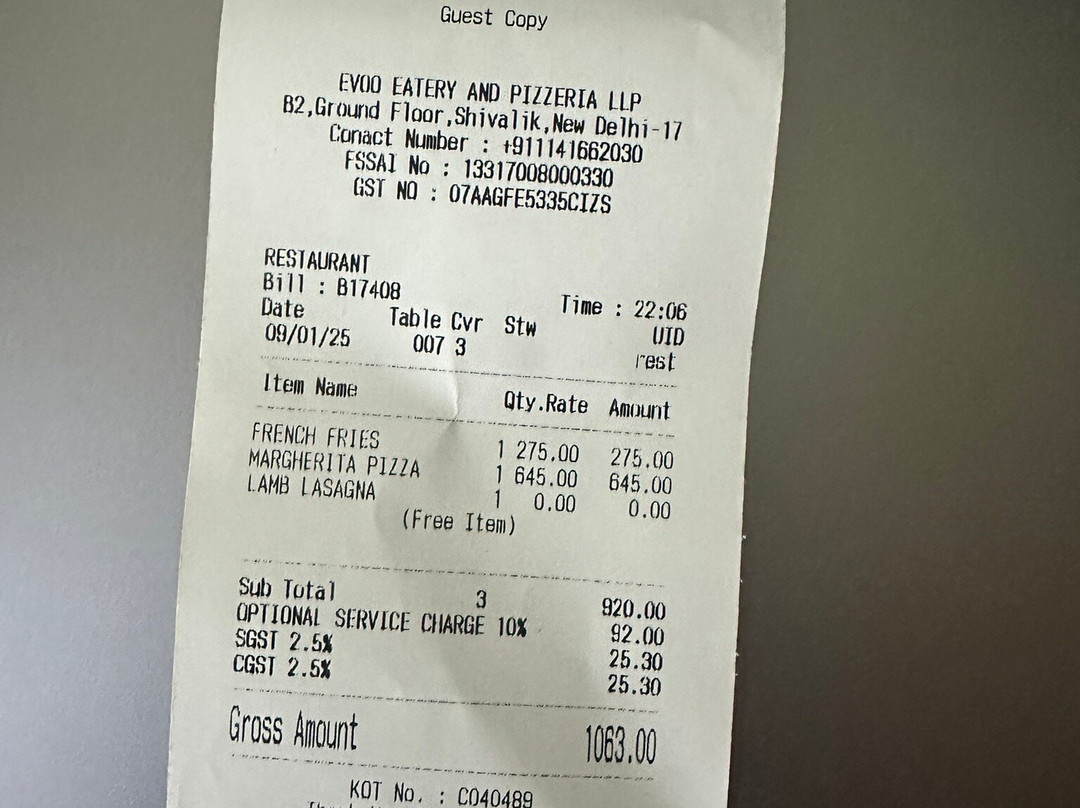 Guest Copy
EVOO EATERY AND PIZZERIA LLP
B2,Ground Floor,Shivalik,New Delhi-17
Conact Number : +911141662030
FSSAI No : 13317008000330
GST NO : 07AAGFE5335CIZS
RESTAURANT
Bill : B17408 Time : 22:06
Date Table Cvr Stw UID
09/01/25 007 3 rest
Item Name Qty.Rate Amount
FRENCH FRIES 1 275.00 275.00
MARGHERITA PIZZA 1 645.00 645.00
LAMB LASAGNA 1 0.00 0.00
(Free Item)
Sub Total 3 920.00
OPTIONAL SERVICE CHARGE 10% 92.00
SGST 2.5% 25.30
CGST 2.5% 25.30
Gross Amount 1063.00
KOT No. : C040489